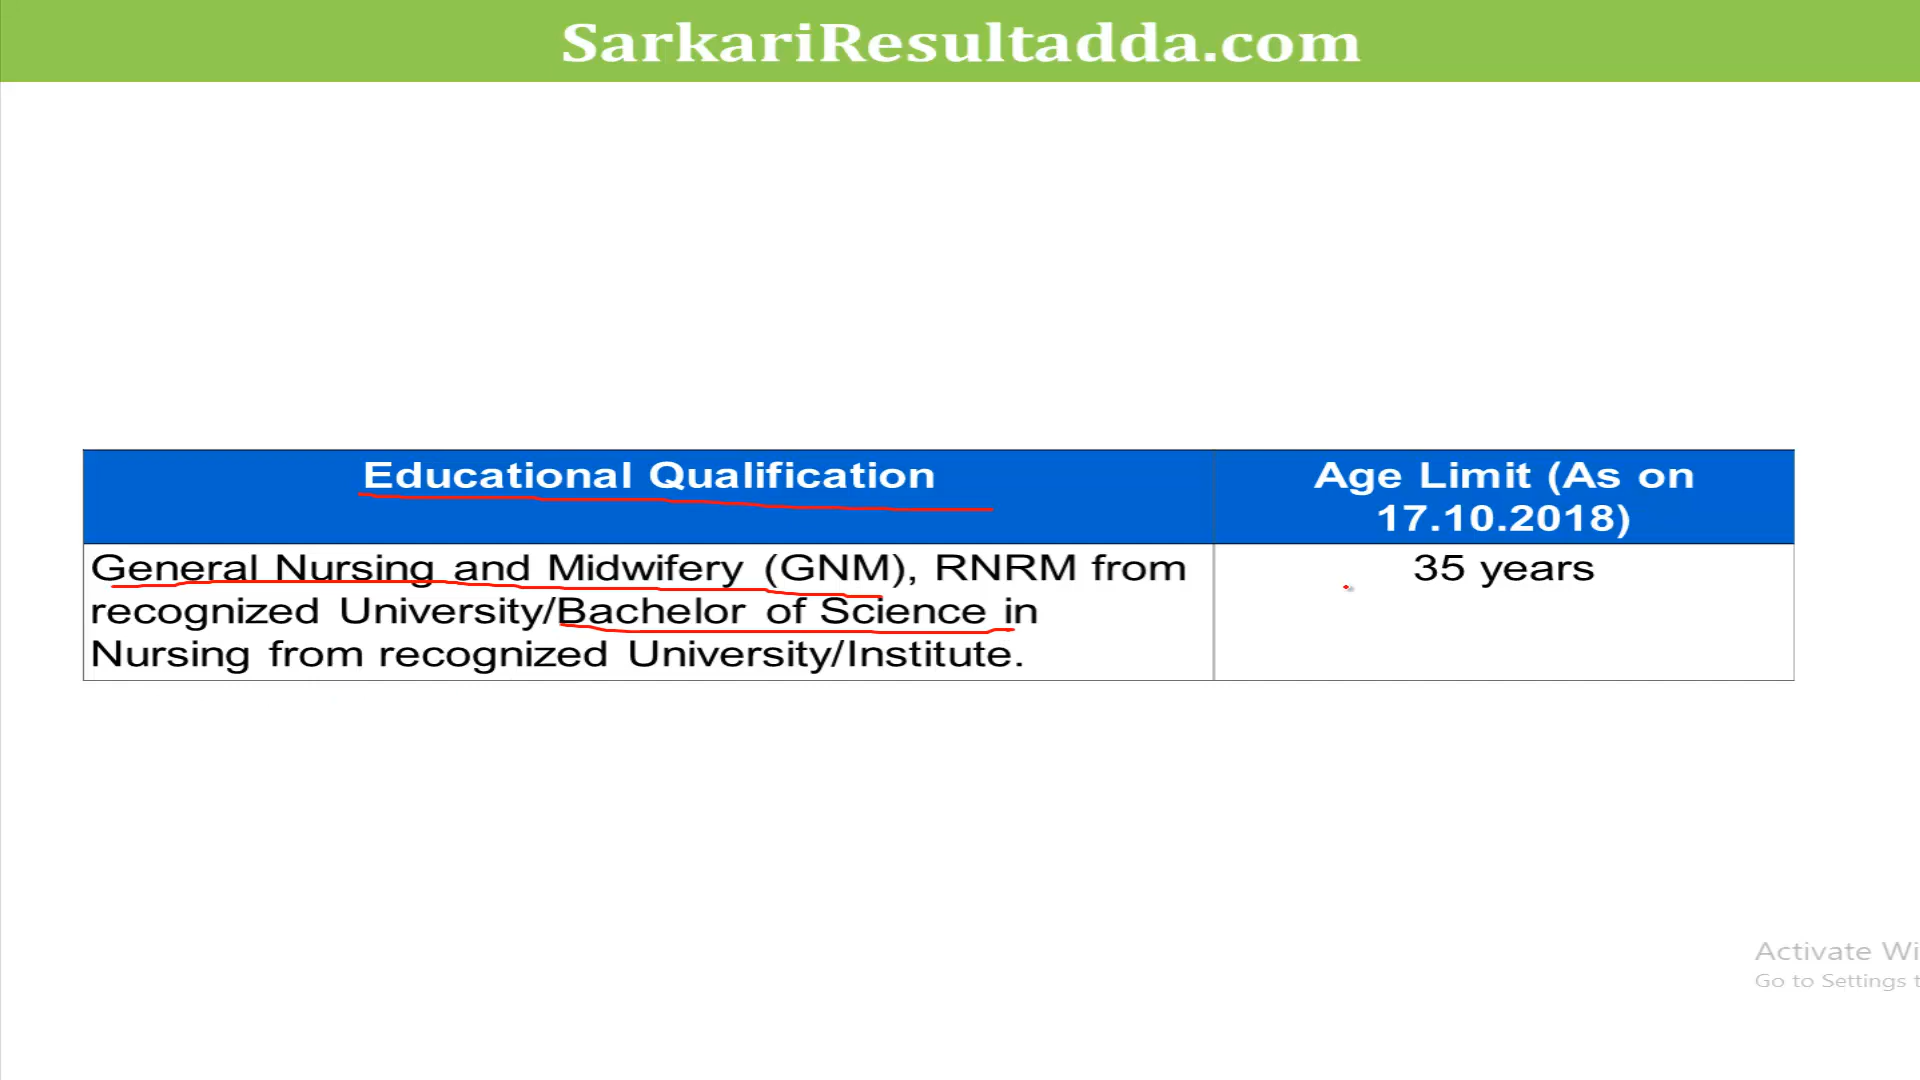 SarkariResultadda.com
Educational Qualification
Age Limit (As on
17.10.2018)
General Nursing and Midwifery (GNM), RNRM from
recognized University/Bachelor of Science in
Nursing from recognized University/Institute.
35 years
Activate Wi
Go to Settings t